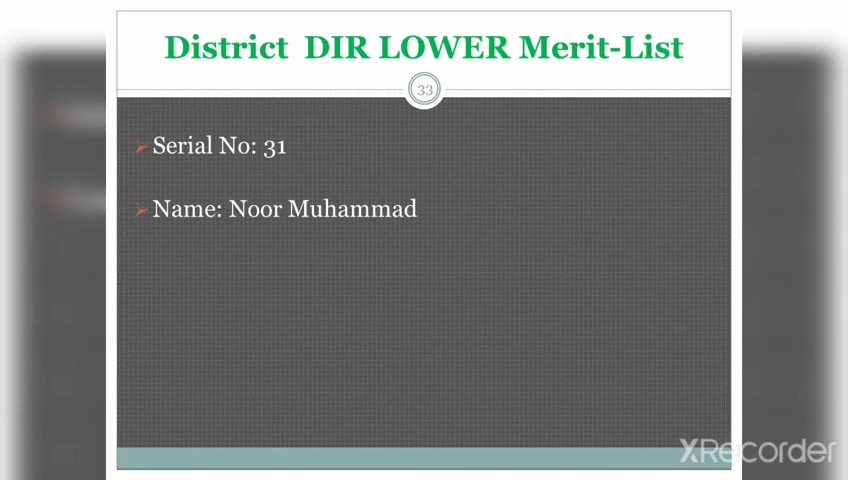 District DIR LOWER Merit-List
33
Serial No: 31
Name: Noor Muhammad
XRecorder